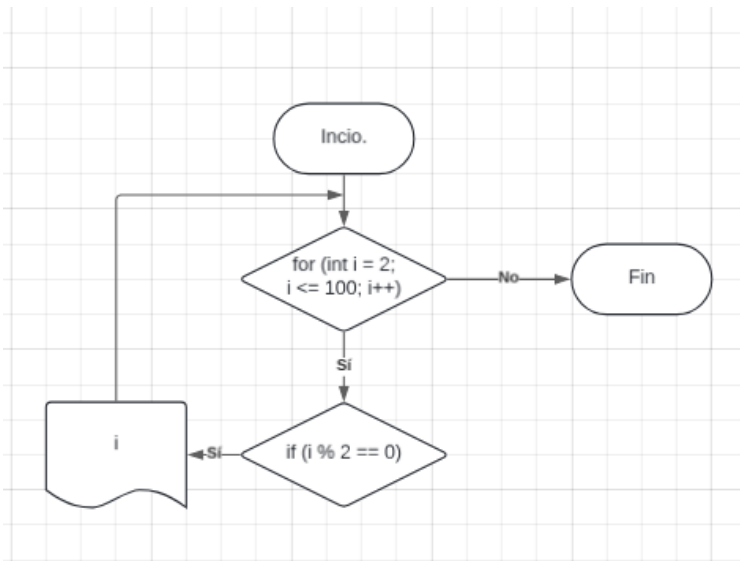 Incio.
for (int i = 2;
i <= 100; i++)
No
Fin
Sí
if (i % 2 == 0)
Sí
i